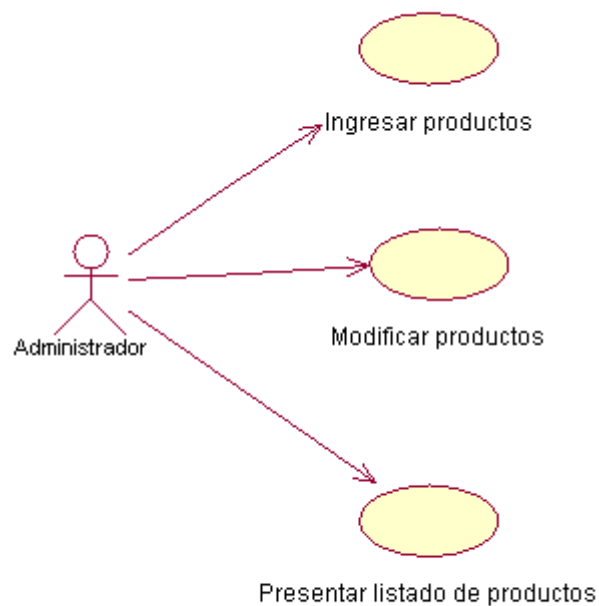 Ingresar productos
Modificar productos
Administrador
Presentar listado de productos